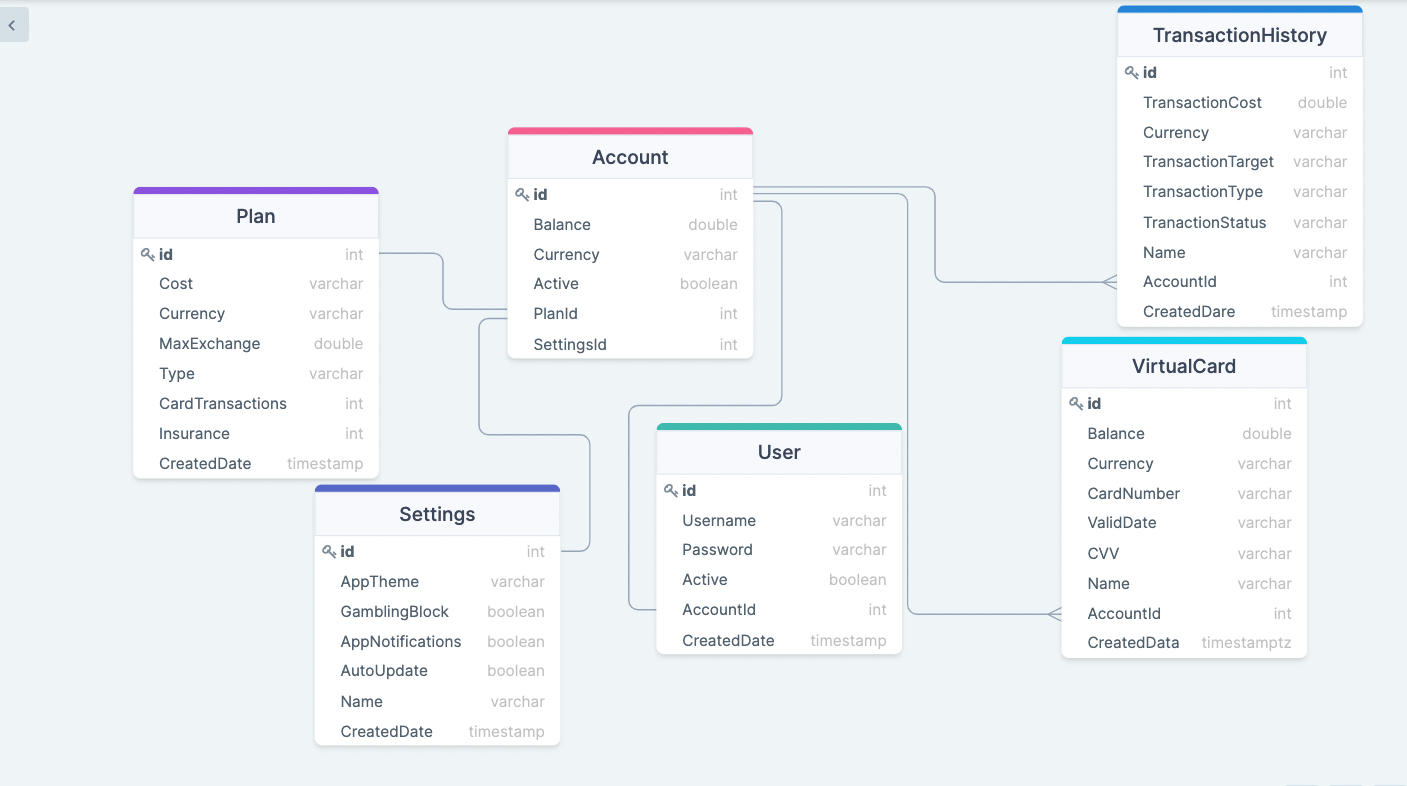 TransactionHistory
id int
TransactionCost double
Currency varchar
TransactionTarget varchar
TransactionType varchar
TranactionStatus varchar
Name varchar
AccountId int
CreatedDare timestamp
Account
id int
Balance double
Currency varchar
Active boolean
PlanId int
SettingsId int
Plan
id int
Cost varchar
Currency varchar
MaxExchange double
Type varchar
CardTransactions int
Insurance int
CreatedDate timestamp
VirtualCard
id int
Balance double
Currency varchar
CardNumber varchar
ValidDate varchar
CVV varchar
Name varchar
AccountId int
CreatedData timestamptz
User
id int
Username varchar
Password varchar
Active boolean
AccountId int
CreatedDate timestamp
Settings
id int
AppTheme varchar
GamblingBlock boolean
AppNotifications boolean
AutoUpdate boolean
Name varchar
CreatedDate timestamp